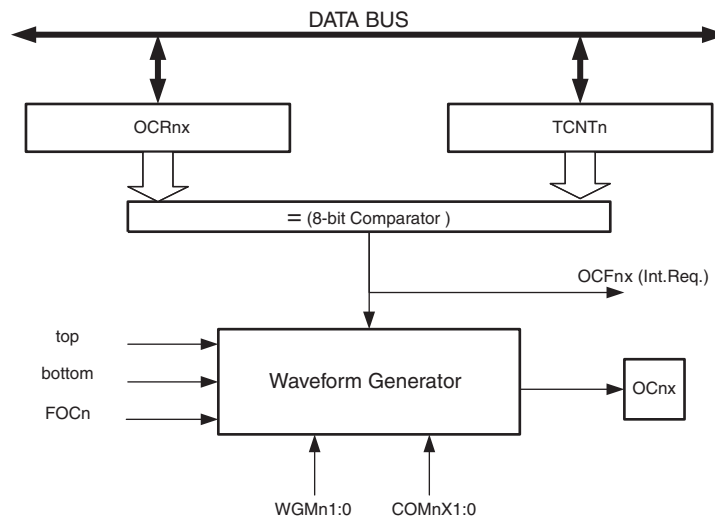 DATA BUS
OCRnx
TCNTn
= (8-bit Comparator )
OCFnx (Int.Req.)
top
bottom
FOCn
Waveform Generator
OCnx
WGMn1:0
COMnX1:0